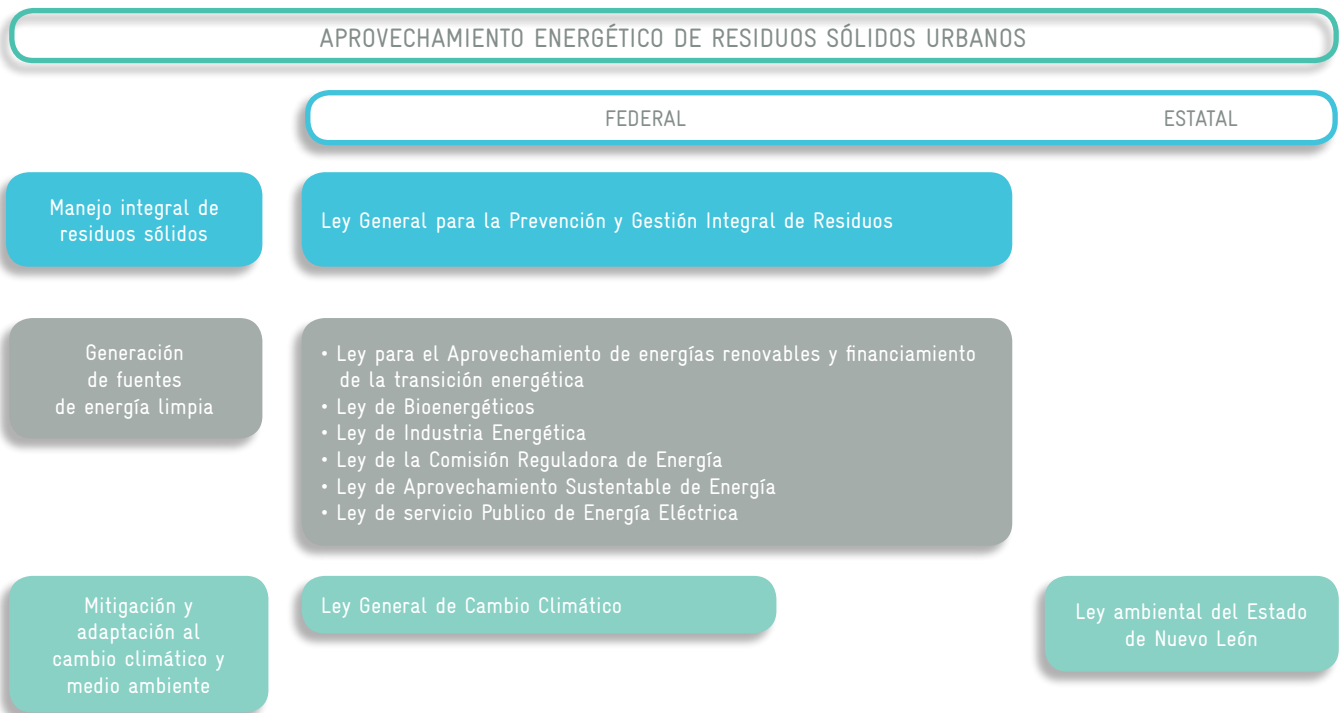 APROVECHAMIENTO ENERGÉTICO DE RESIDUOS SÓLIDOS URBANOS
FEDERAL
ESTATAL
Manejo integral de
residuos sólidos
Ley General para la Prevención y Gestión Integral de Residuos
Generación
de fuentes
de energía limpia
• Ley para el Aprovechamiento de energías renovables y financiamiento
de la transición energética
• Ley de Bioenergéticos
• Ley de Industria Energética
• Ley de la Comisión Reguladora de Energía
• Ley de Aprovechamiento Sustentable de Energía
• Ley de servicio Publico de Energía Eléctrica
Mitigación y
adaptación al
cambio climático y
medio ambiente
Ley General de Cambio Climático
Ley ambiental del Estado
de Nuevo León